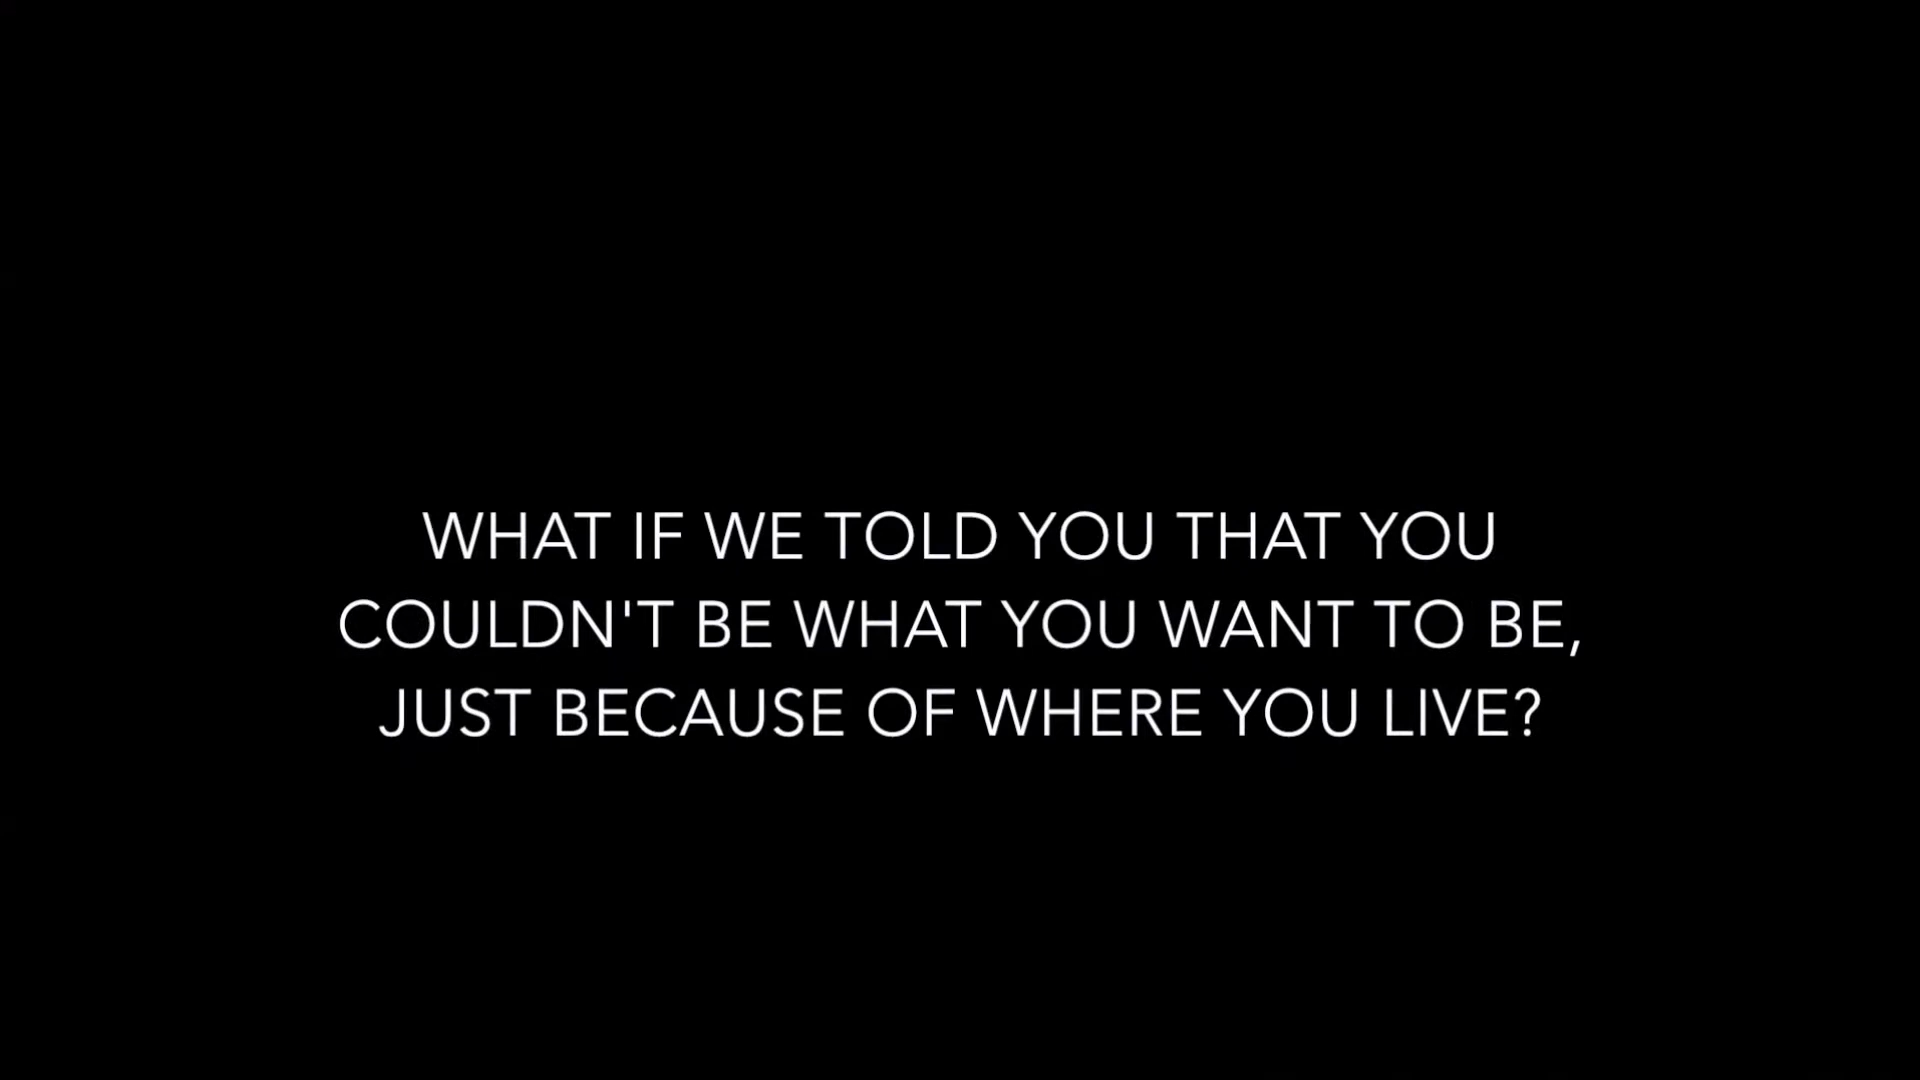 WHAT IF WE TOLD YOU THAT YOU
COULDN'T BE WHAT YOU WANT TO BE,
JUST BECAUSE OF WHERE YOU LIVE?